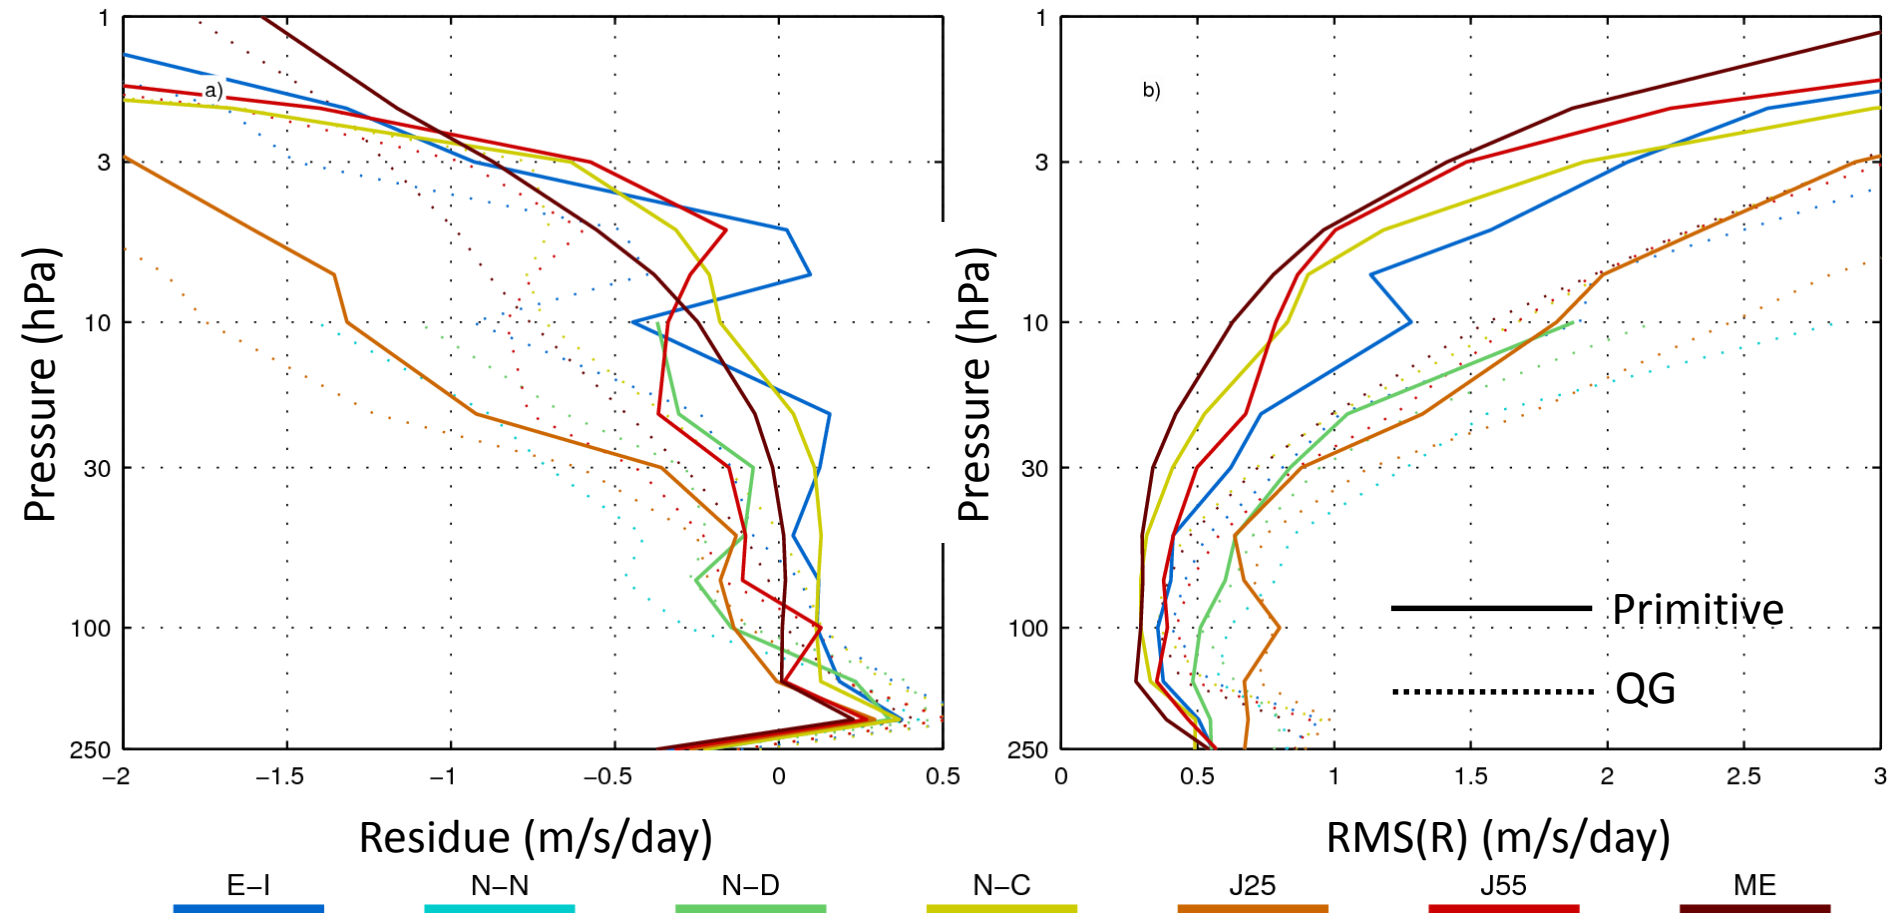 1
3
10
30
100
250
Pressure (hPa)
a)
−2 −1.5 −1 −0.5 0 0.5
Residue (m/s/day)
1
3
10
30
100
250
Pressure (hPa)
b)
Primitive
QG
0 0.5 1 1.5 2 2.5 3
RMS(R) (m/s/day)
E−I N−N N−D N−C J25 J55 ME